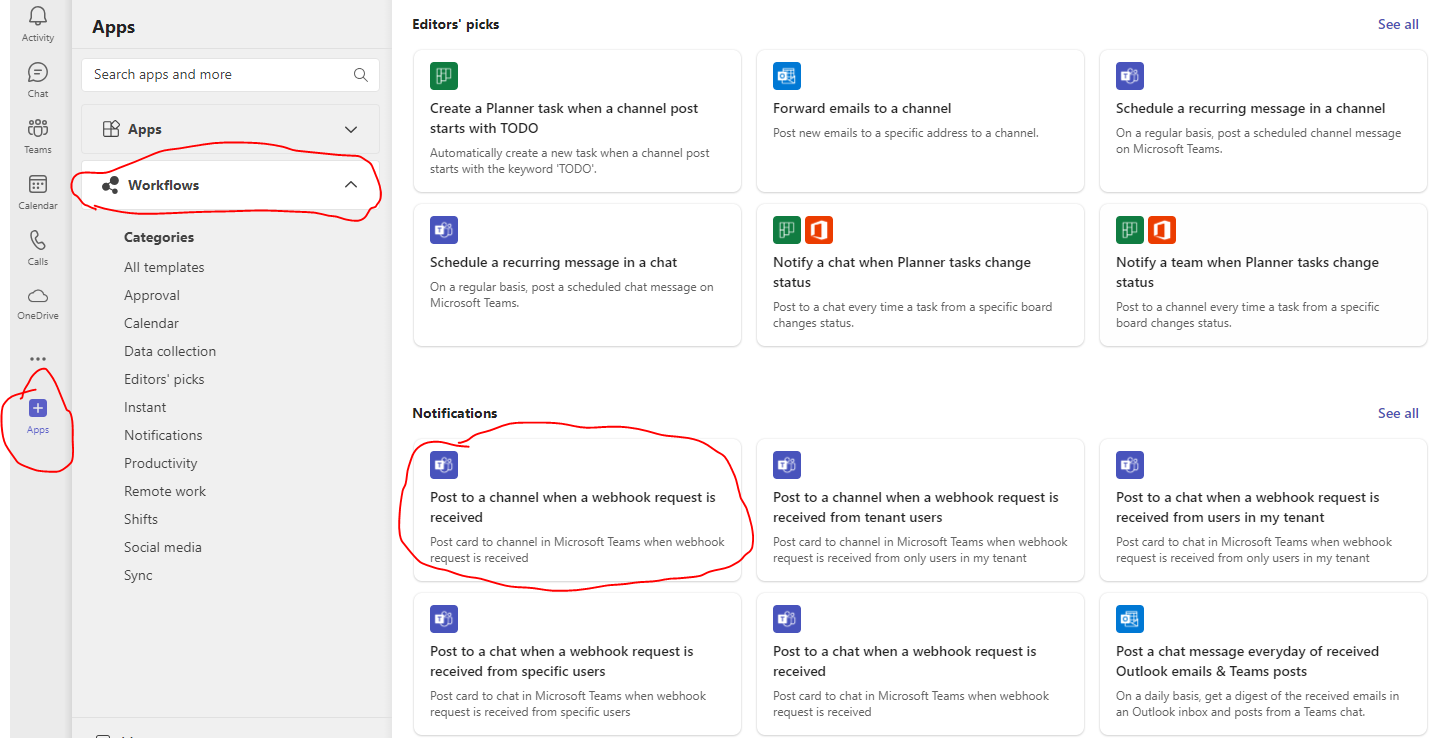 Activity
Chat
Teams
Calendar
Calls
OneDrive
Apps
Apps
Search apps and more
Apps
Workflows
Categories
All templates
Approval
Calendar
Data collection
Editors' picks
Instant
Notifications
Productivity
Remote work
Shifts
Social media
Sync
Editors' picks
See all
Create a Planner task when a channel post
starts with TODO
Automatically create a new task when a channel post
starts with the keyword 'TODO'.
Forward emails to a channel
Post new emails to a specific address to a channel.
Schedule a recurring message in a channel
On a regular basis, post a scheduled channel message
on Microsoft Teams.
Schedule a recurring message in a chat
On a regular basis, post a scheduled chat message on
Microsoft Teams.
Notify a chat when Planner tasks change
status
Post to a chat every time a task from a specific board
changes status.
Notify a team when Planner tasks change
status
Post to a channel every time a task from a specific
board changes status.
Notifications
See all
Post to a channel when a webhook request is
received
Post card to channel in Microsoft Teams when webhook
request is received
Post to a channel when a webhook request is
received from tenant users
Post card to channel in Microsoft Teams when webhook
request is received from only users in my tenant
Post to a chat when a webhook request is
received from users in my tenant
Post card to chat in Microsoft Teams when webhook
request is received from only users in my tenant
Post to a chat when a webhook request is
received from specific users
Post card to chat in Microsoft Teams when webhook
request is received from specific users
Post to a chat when a webhook request is
received
Post card to chat in Microsoft Teams when webhook
request is received
Post a chat message everyday of received
Outlook emails & Teams posts
On a daily basis, get a digest of the received emails in
an Outlook inbox and posts from a Teams chat.